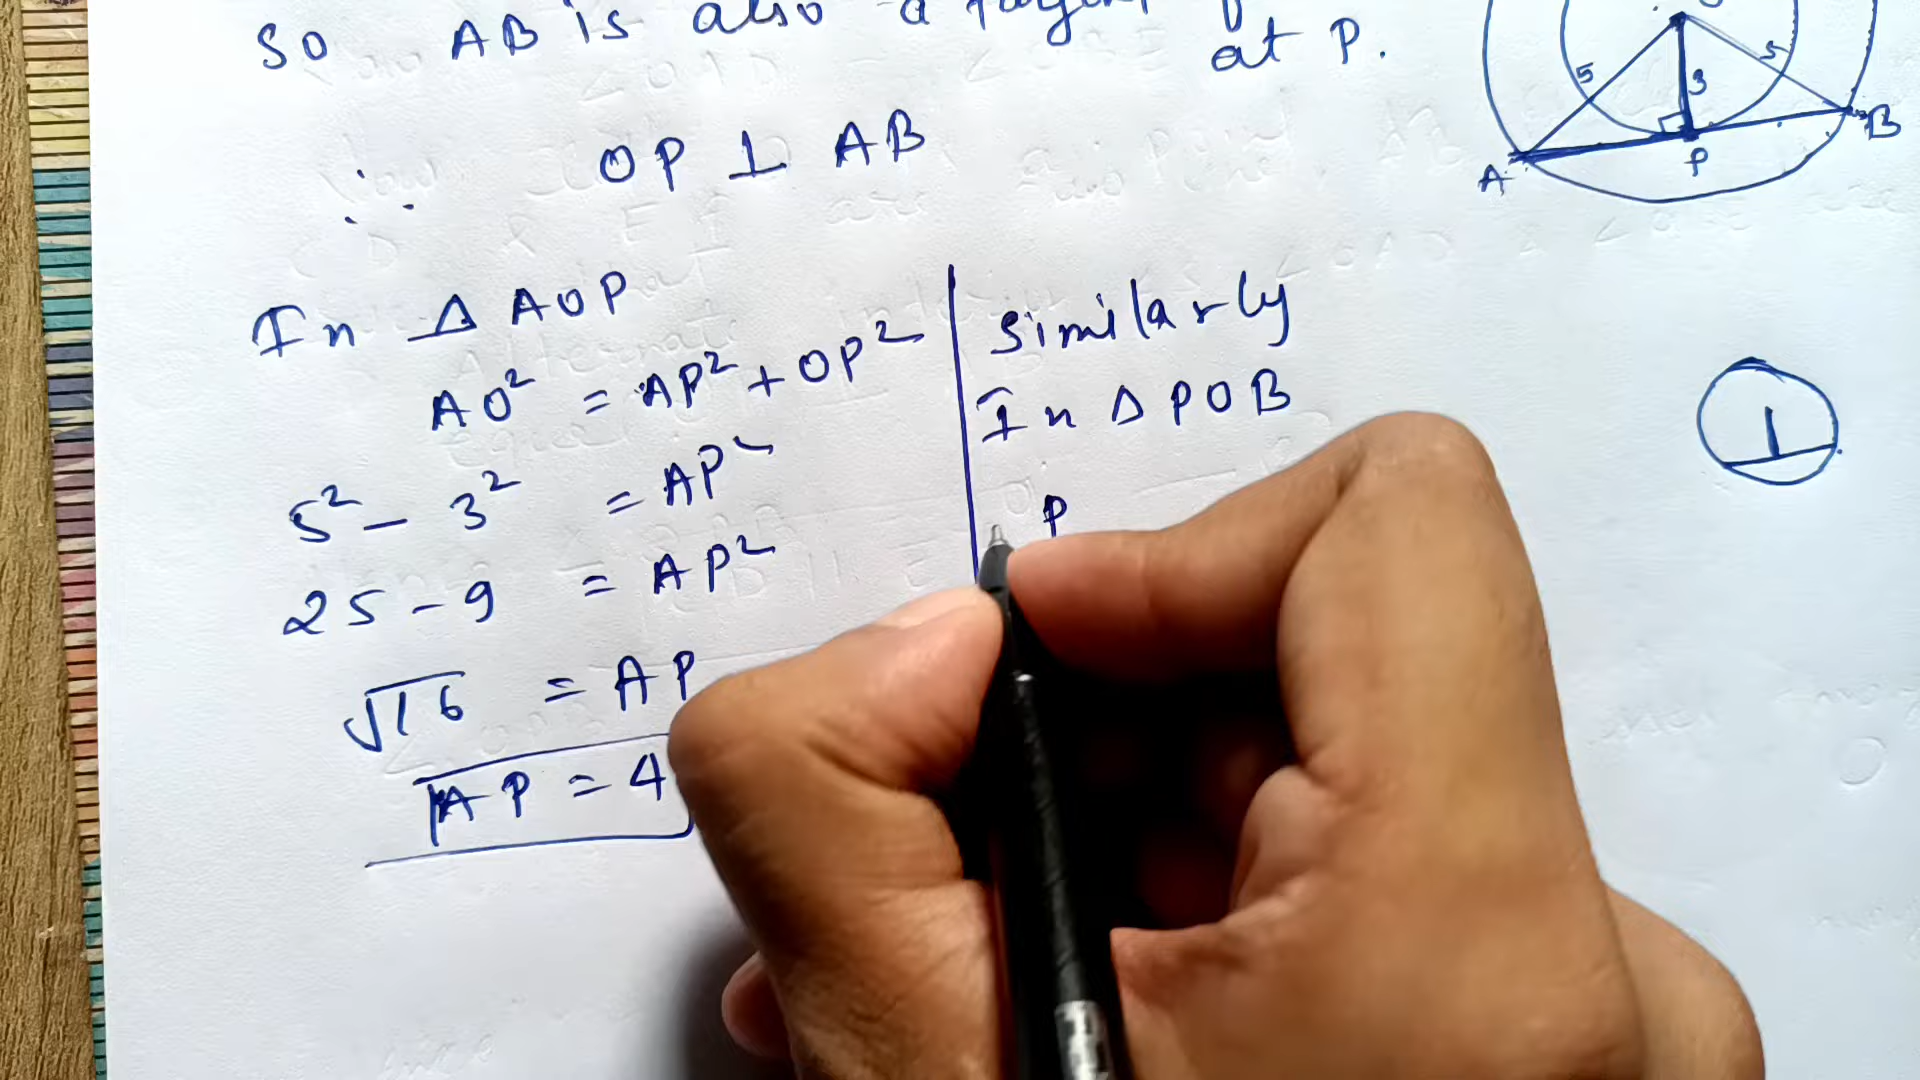 So AB is also a
at P.
∴ OP ⊥ AB
In Δ AOP
AO² = AP² + OP²
5² - 3² = AP²
25 - 9 = AP²
√16 = AP
AP = 4
Similarly
In Δ POB
P
5
3
5
A
P
B